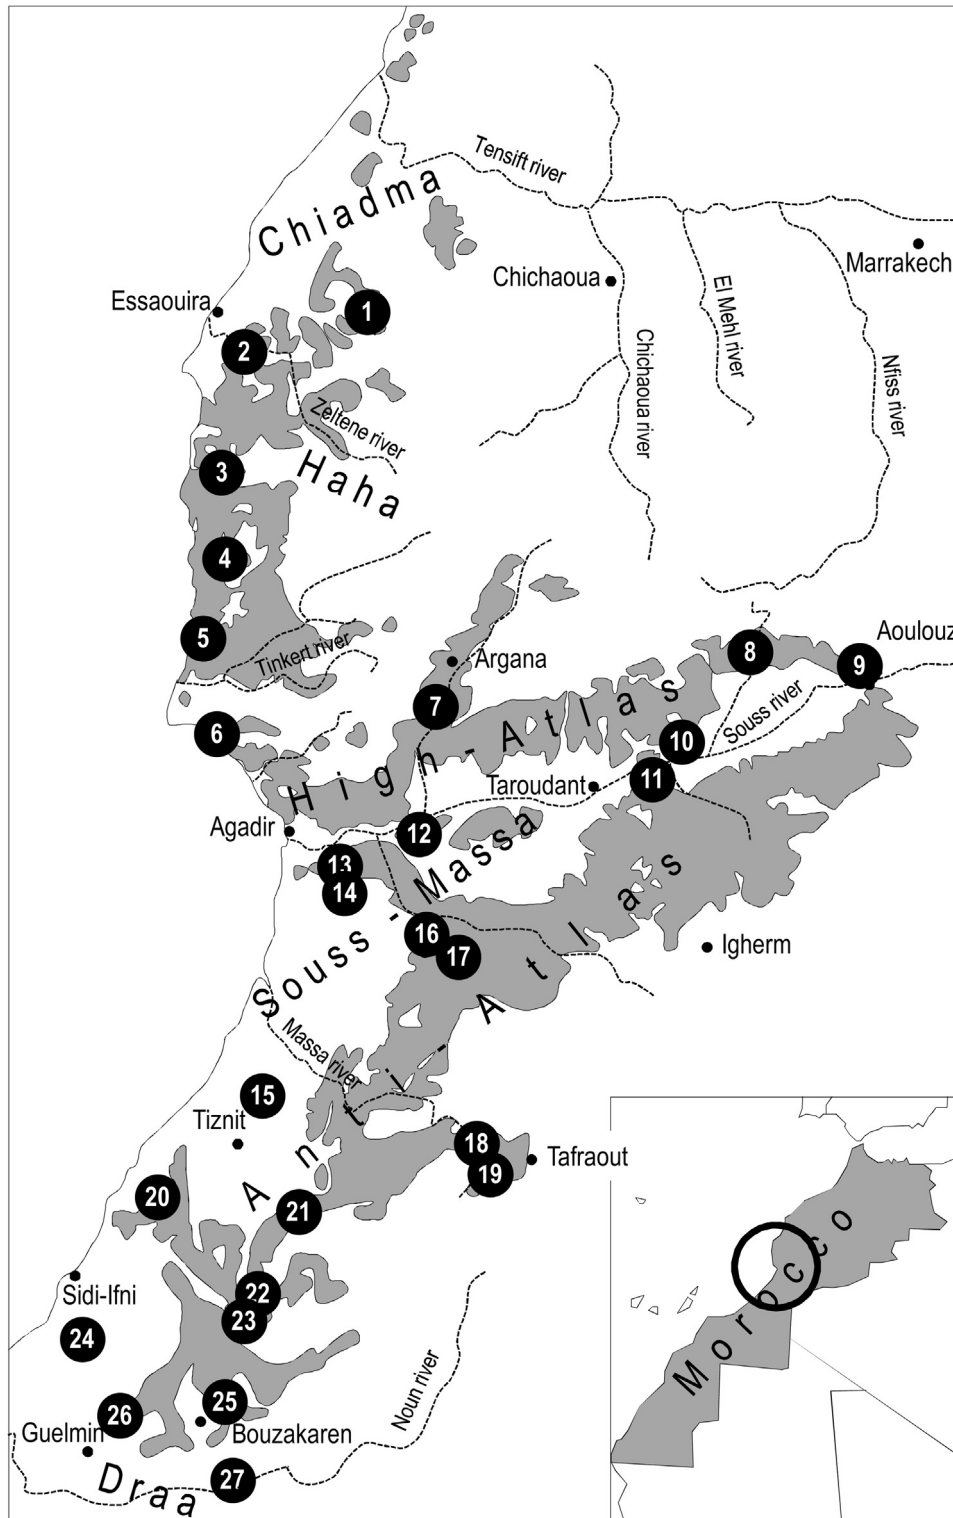 Tensift river
Chiadma
Marrakech
Chichaoua
Essaouira
1
El Mehl river
2
Chichaoua river
Nfiss river
Zeltene river
Haha
3
4
5
Tinkert river
Argana
8
Aoulouz
9
7
Souss river
6
High-Atlas
10
Taroudant
11
Agadir
12
13
14
Souss - Massa
16
17
Igherm
Anti-Atlas
Massa river
15
Tiznit
18
Tafraout
19
20
21
Sidi-Ifni
22
23
24
Noun river
25
26
Guelmin
Bouzakaren
27
Draa
Morocco